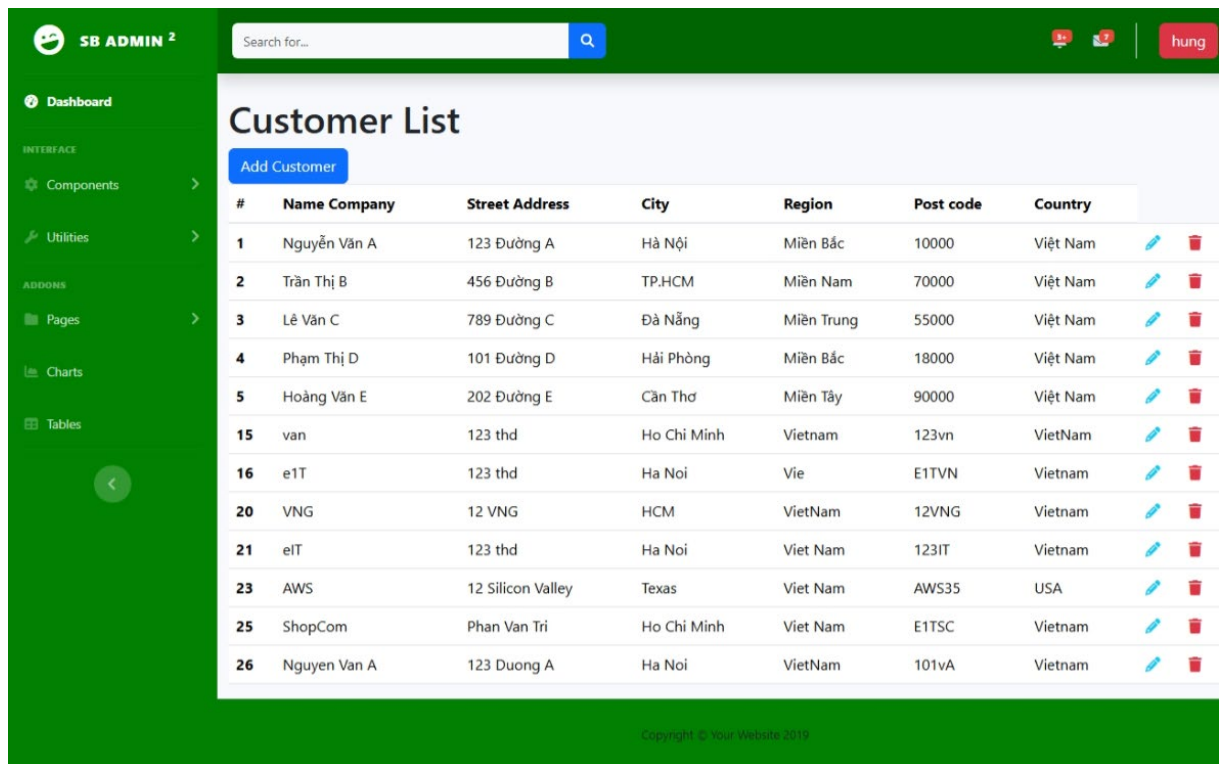 SB ADMIN 2
Search for...
3+
7
hung
Dashboard
INTERFACE
Components
Utilities
ADDONS
Pages
Charts
Tables
Customer List
Add Customer
# Name Company Street Address City Region Post code Country
1 Nguyễn Văn A 123 Đường A Hà Nội Miền Bắc 10000 Việt Nam
2 Trần Thị B 456 Đường B TP.HCM Miền Nam 70000 Việt Nam
3 Lê Văn C 789 Đường C Đà Nẵng Miền Trung 55000 Việt Nam
4 Phạm Thị D 101 Đường D Hải Phòng Miền Bắc 18000 Việt Nam
5 Hoàng Văn E 202 Đường E Cần Thơ Miền Tây 90000 Việt Nam
15 van 123 thd Ho Chi Minh Vietnam 123vn VietNam
16 e1T 123 thd Ha Noi Vie E1TVN Vietnam
20 VNG 12 VNG HCM VietNam 12VNG Vietnam
21 eIT 123 thd Ha Noi Viet Nam 123IT Vietnam
23 AWS 12 Silicon Valley Texas Viet Nam AWS35 USA
25 ShopCom Phan Van Tri Ho Chi Minh Viet Nam E1TSC Vietnam
26 Nguyen Van A 123 Duong A Ha Noi VietNam 101vA Vietnam
Copyright © Your Website 2019